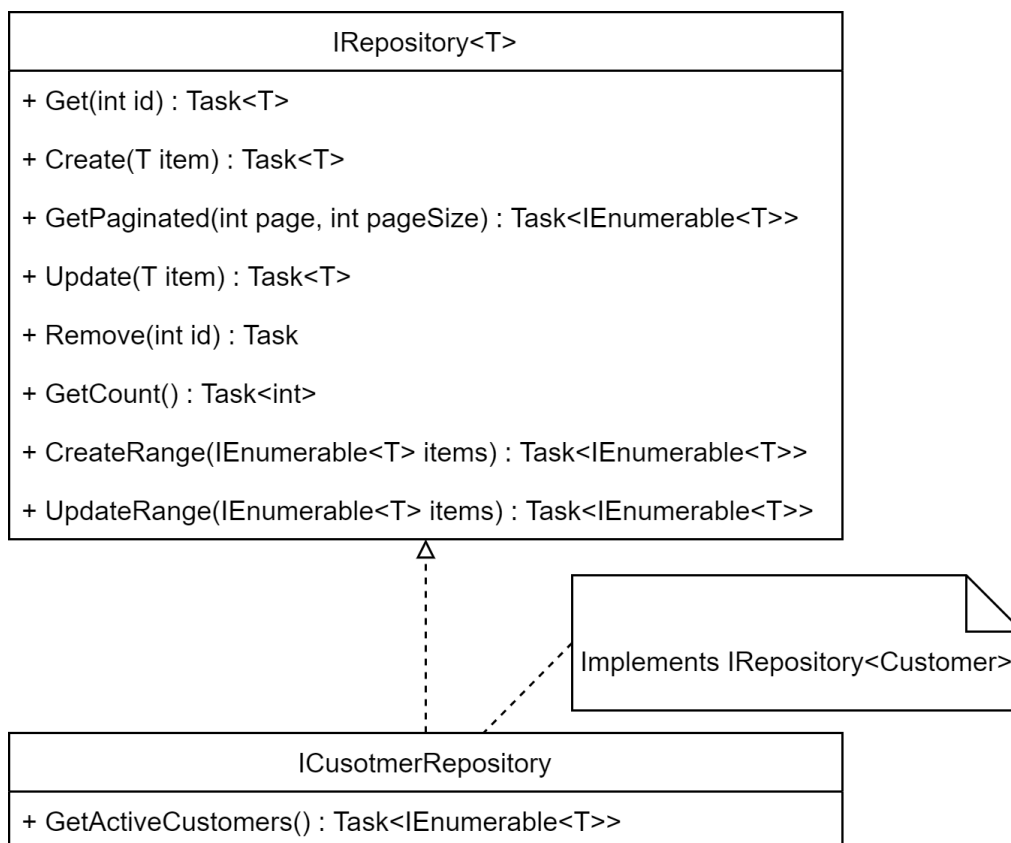 IRepository<T>
+ Get(int id) : Task<T>
+ Create(T item) : Task<T>
+ GetPaginated(int page, int pageSize) : Task<IEnumerable<T>>
+ Update(T item) : Task<T>
+ Remove(int id) : Task
+ GetCount() : Task<int>
+ CreateRange(IEnumerable<T> items) : Task<IEnumerable<T>>
+ UpdateRange(IEnumerable<T> items) : Task<IEnumerable<T>>
Implements IRepository<Customer>
ICusotmerRepository
+ GetActiveCustomers() : Task<IEnumerable<T>>